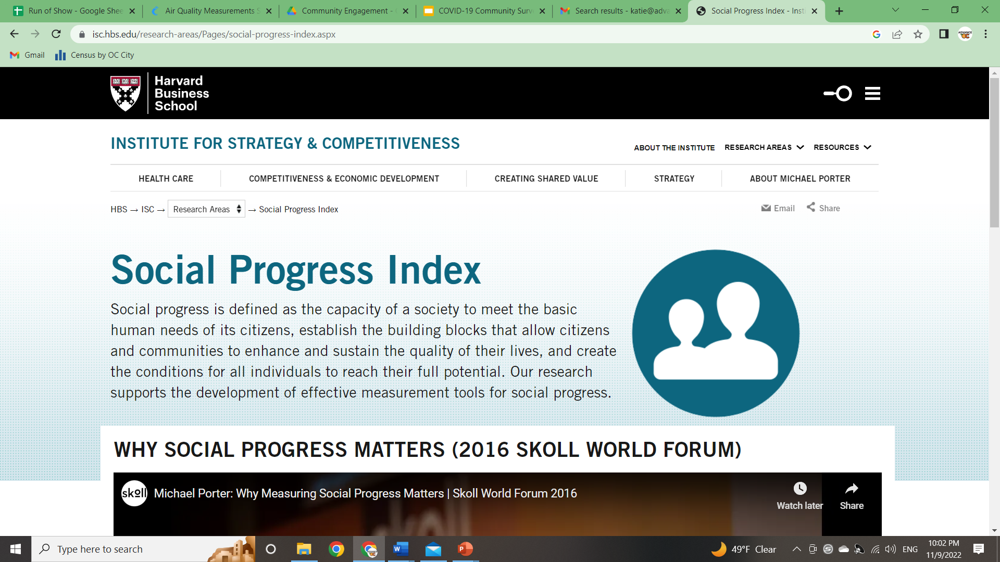 Run of Show - Google Shee
Air Quality Measurements S
Community Engagement -
COVID-19 Community Surv
Search results - katie@adva
Social Progress Index - Insti
isc.hbs.edu/research-areas/Pages/social-progress-index.aspx
ADVANCE OC
Gmail
Census by OC City
Harvard
Business
School
INSTITUTE FOR STRATEGY & COMPETITIVENESS
ABOUT THE INSTITUTE RESEARCH AREAS RESOURCES
HEALTH CARE COMPETITIVENESS & ECONOMIC DEVELOPMENT CREATING SHARED VALUE STRATEGY ABOUT MICHAEL PORTER
HBS → ISC → Research Areas → Social Progress Index
Email Share
Social Progress Index
Social progress is defined as the capacity of a society to meet the basic
human needs of its citizens, establish the building blocks that allow citizens
and communities to enhance and sustain the quality of their lives, and create
the conditions for all individuals to reach their full potential. Our research
supports the development of effective measurement tools for social progress.
WHY SOCIAL PROGRESS MATTERS (2016 SKOLL WORLD FORUM)
skoll
Michael Porter: Why Measuring Social Progress Matters | Skoll World Forum 2016
Watch later
Share
Type here to search
49°F Clear
ENG
10:02 PM
11/9/2022